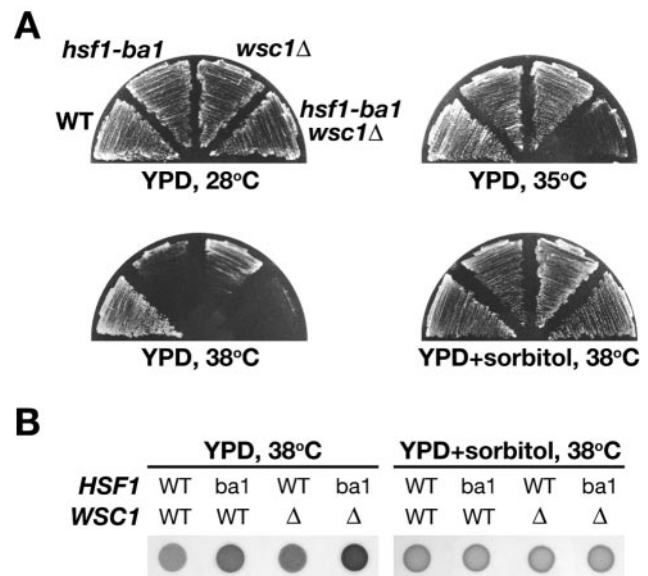 A
hsf1-ba1 wsc1Δ
WT hsf1-ba1
wsc1Δ
YPD, 28°C YPD, 35°C
YPD, 38°C YPD+sorbitol, 38°C
B
YPD, 38°C YPD+sorbitol, 38°C
HSF1 WT ba1 WT ba1 WT ba1 WT ba1
WSC1 WT WT Δ Δ WT WT Δ Δ